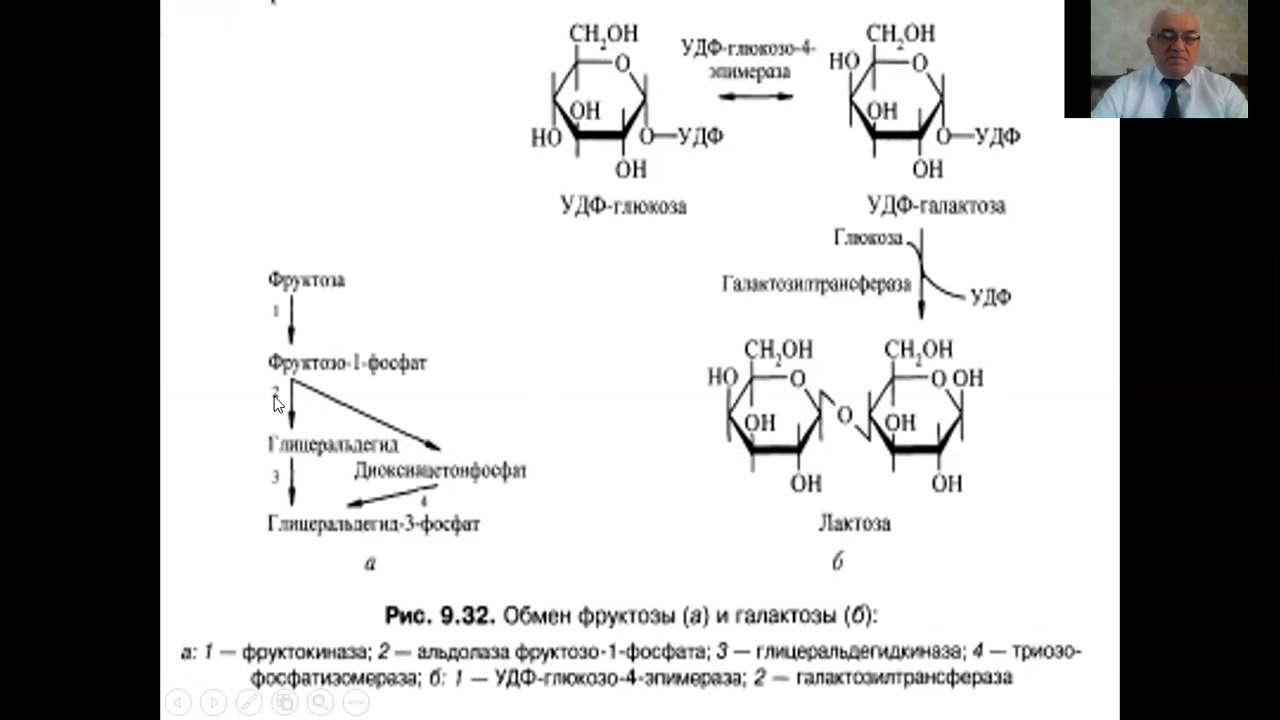 CH₂OH
O
OH
HO
O—УДФ
OH
УДФ-глюкоза
УДФ-глюкозо-4-
эпимераза
CH₂OH
HO
O
OH
O—УДФ
OH
УДФ-галактоза
Глюкоза
Галактозилтрансфераза
УДФ
CH₂OH
CH₂OH
HO
O
O OH
O
OH
OH
OH
OH
Лактоза
б
Фруктоза
1
Фруктозо-1-фосфат
2
Глицеральдегид
Диоксиацетонфосфат
3
4
Глицеральдегид-3-фосфат
а
Рис. 9.32. Обмен фруктозы (а) и галактозы (б):
а: 1 — фруктокиназа; 2 — альдолаза фруктозо-1-фосфата; 3 — глицеральдегидкиназа; 4 — триозо-
фосфатизомераза; б: 1 — УДФ-глюкозо-4-эпимераза; 2 — галактозилтрансфераза